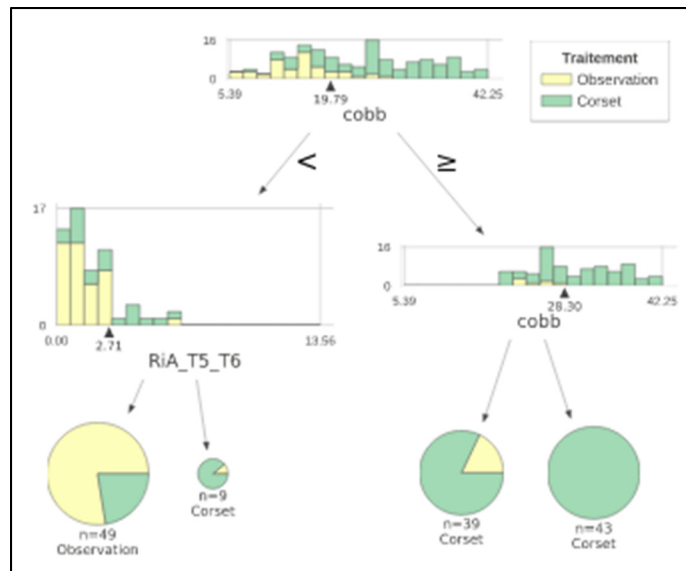 18
0
5.39
19.79
42.25
cobb
Traitement
Observation
Corset
<
≥
17
0
0.00
2.71
13.56
RiA_T5_T6
16
0
5.39
28.30
42.25
cobb
n=49
Observation
n=9
Corset
n=39
Corset
n=43
Corset